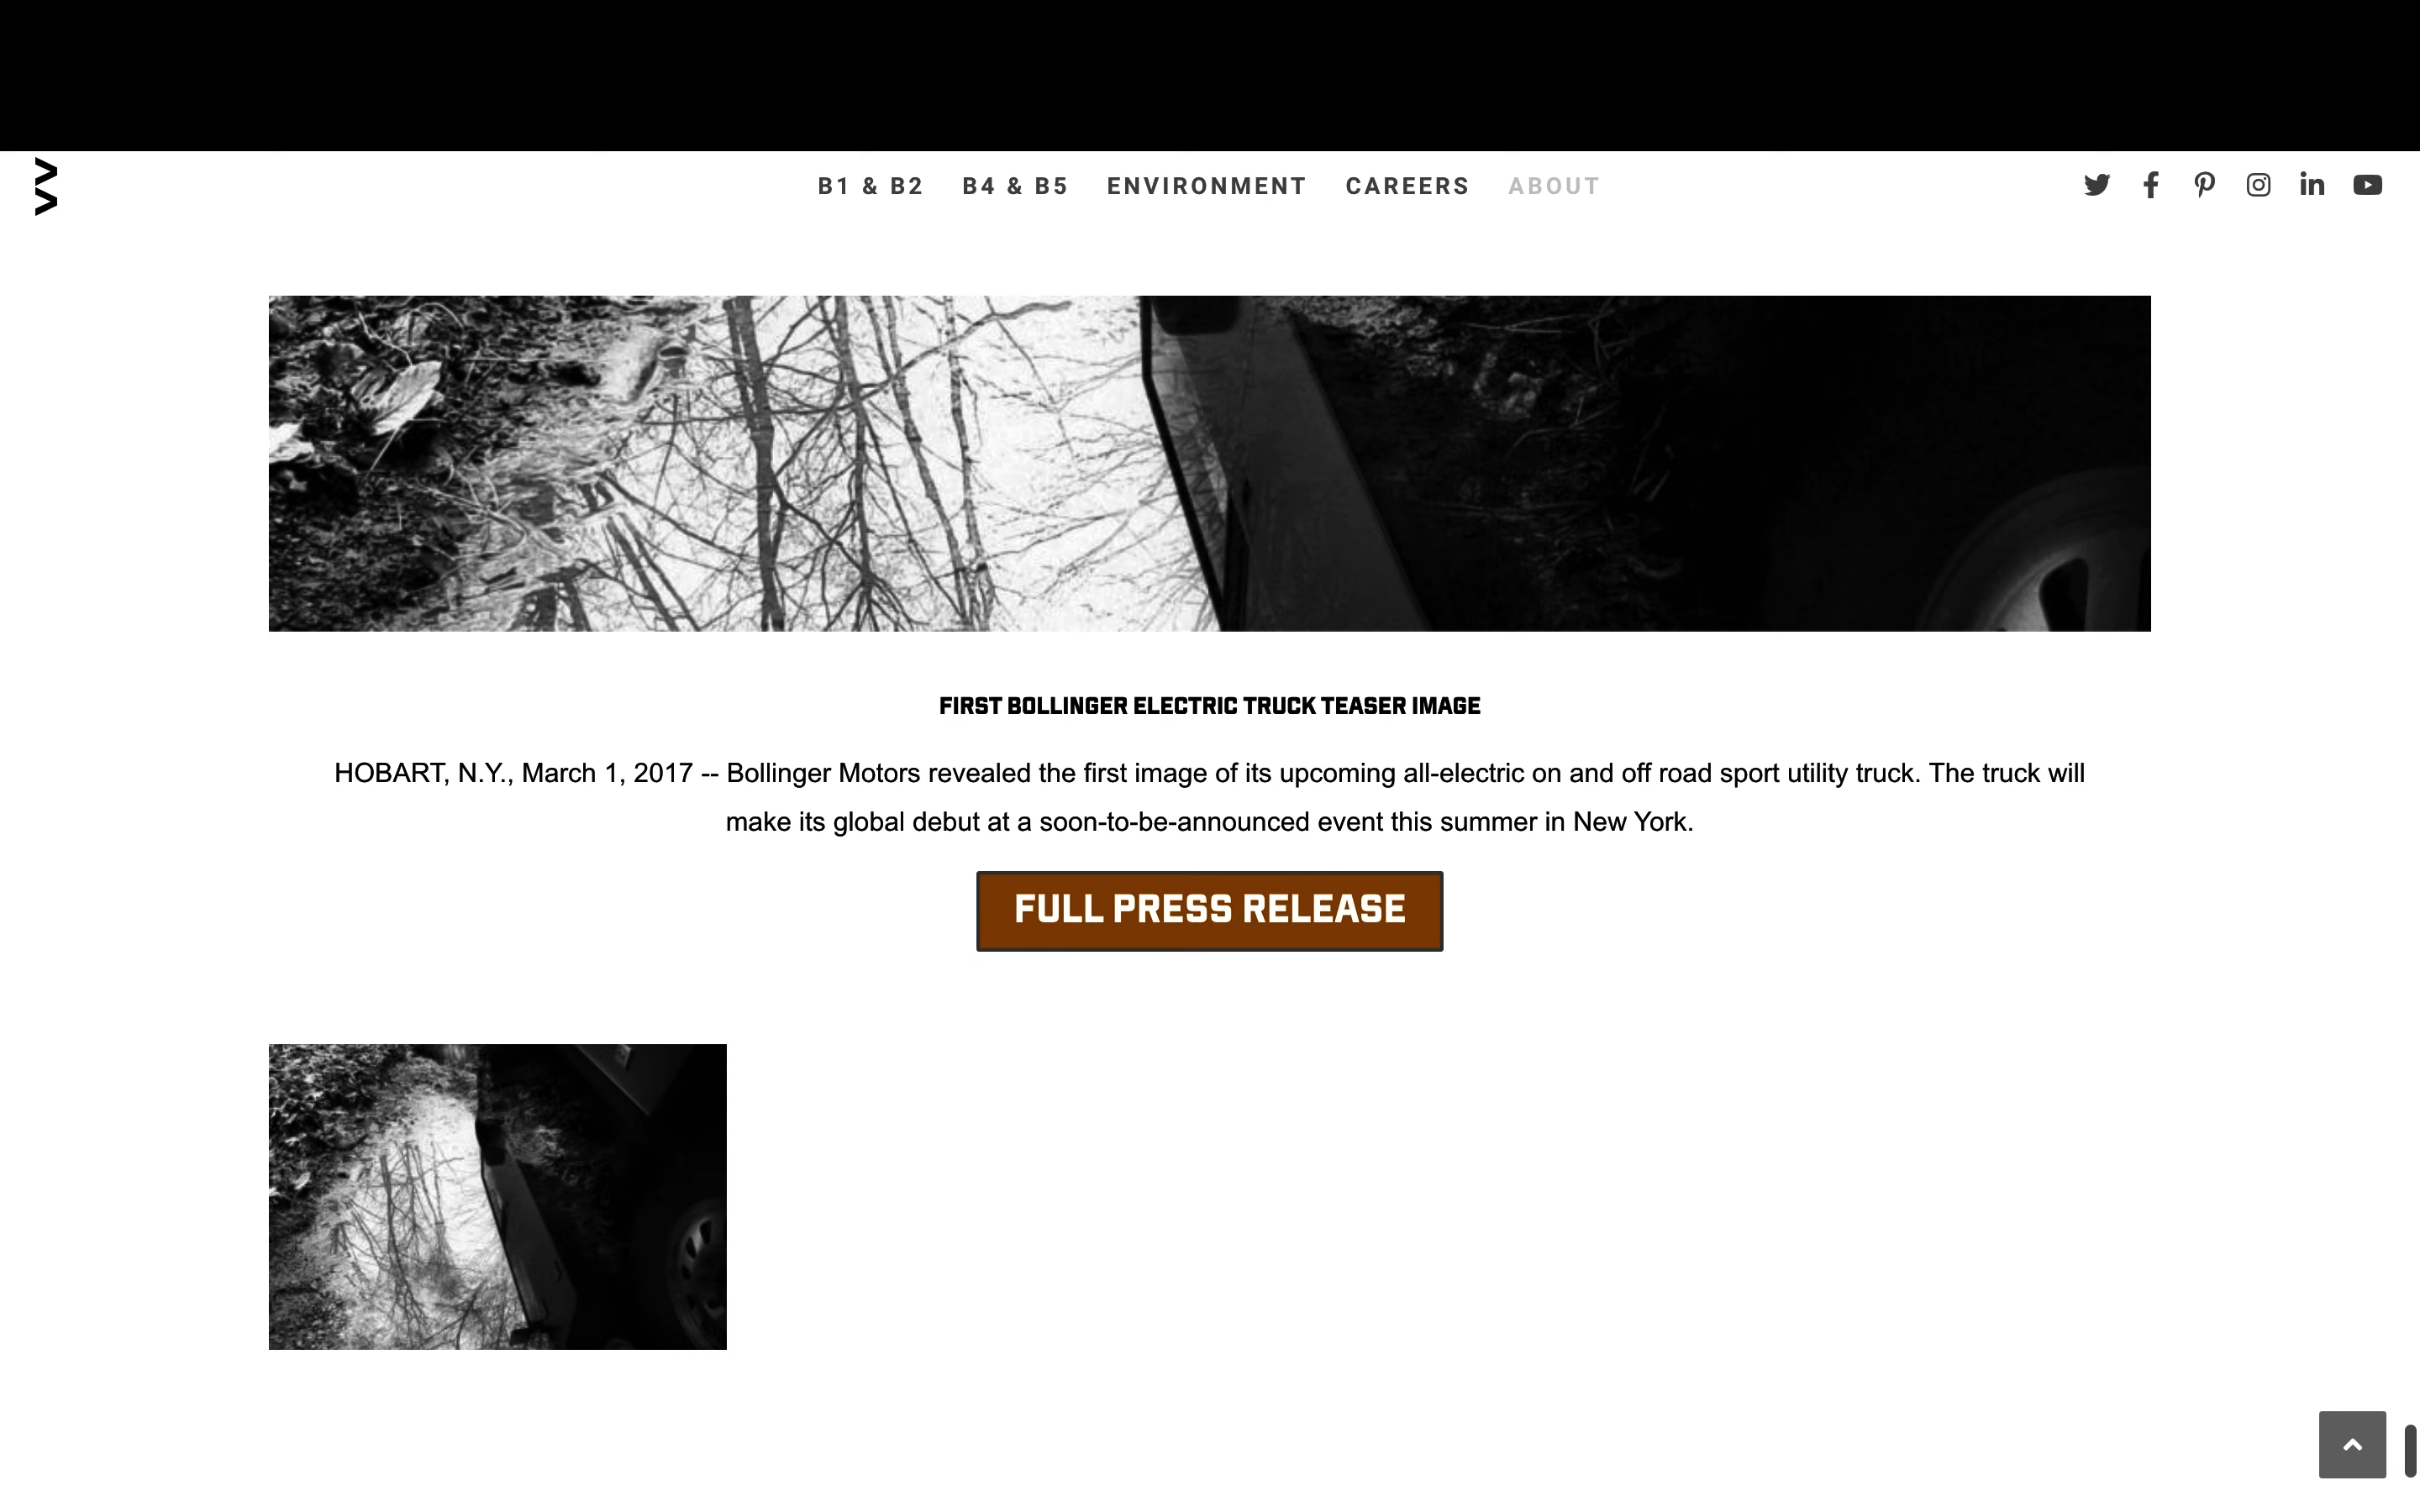 B1 & B2 B4 & B5 ENVIRONMENT CAREERS ABOUT
FIRST BOLLINGER ELECTRIC TRUCK TEASER IMAGE
HOBART, N.Y., March 1, 2017 -- Bollinger Motors revealed the first image of its upcoming all-electric on and off road sport utility truck. The truck will
make its global debut at a soon-to-be-announced event this summer in New York.
FULL PRESS RELEASE